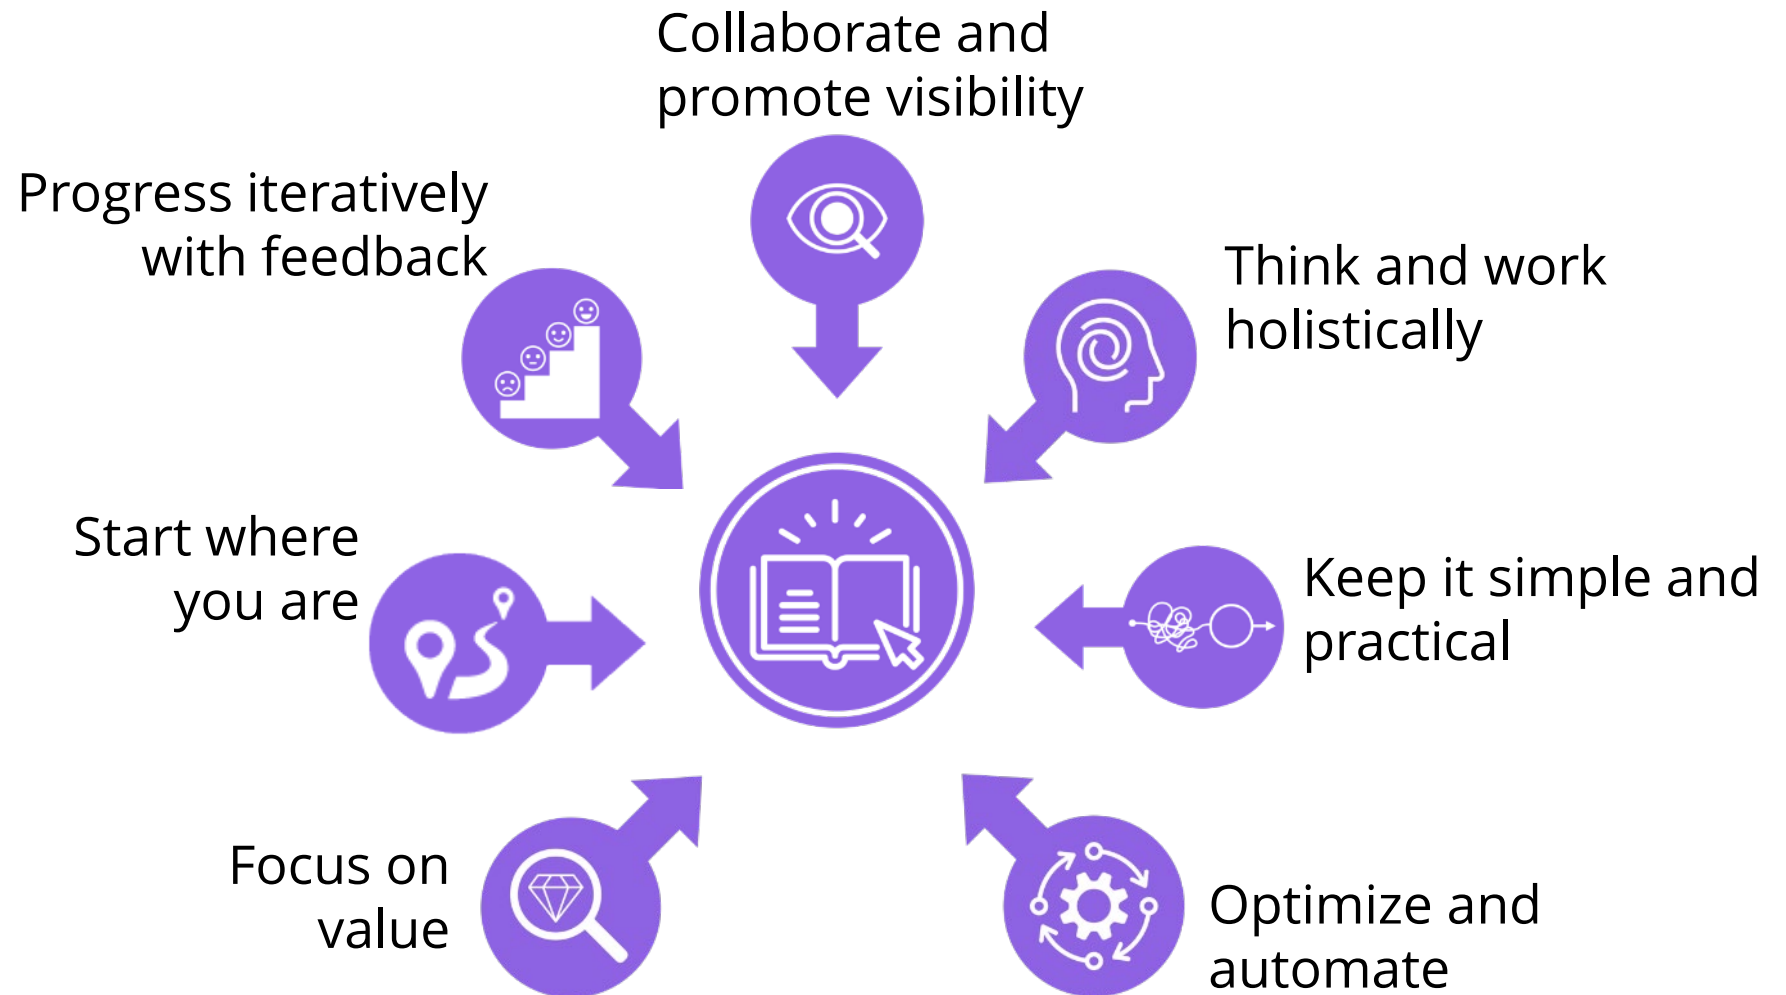 Collaborate and
promote visibility
Progress iteratively
with feedback
Think and work
holistically
Start where
you are
Keep it simple and
practical
Focus on
value
Optimize and
automate